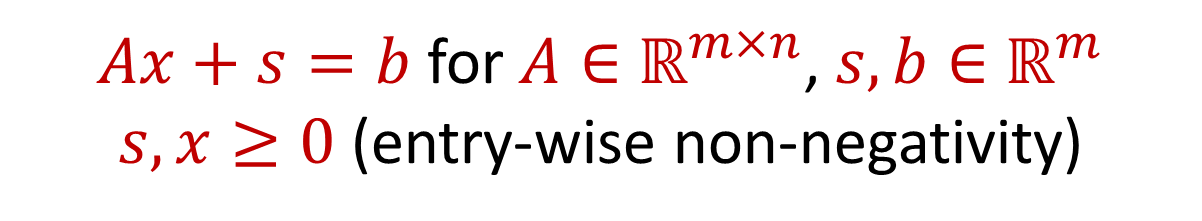 Ax + s = b for A ∈ ℝ^{m×n}, s, b ∈ ℝ^m
s, x ≥ 0 (entry-wise non-negativity)